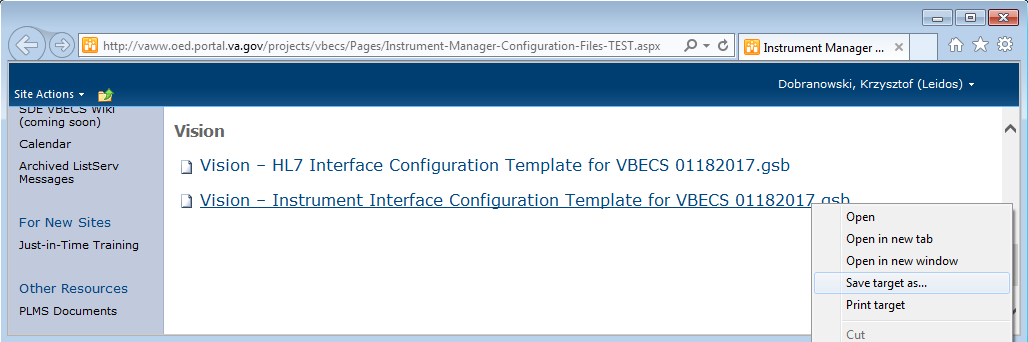 http://vaww.oed.portal.va.gov/projects/vbecs/Pages/Instrument-Manager-Configuration-Files-TEST.aspx
Instrument Manager ...
Site Actions
Dobranowski, Krzysztof (Leidos)
SDE VBECS Wiki
(coming soon)
Calendar
Archived ListServ
Messages
For New Sites
Just-in-Time Training
Other Resources
PLMS Documents
Vision
Vision – HL7 Interface Configuration Template for VBECS 01182017.gsb
Vision – Instrument Interface Configuration Template for VBECS 01182017.gsb
Open
Open in new tab
Open in new window
Save target as...
Print target
Cut